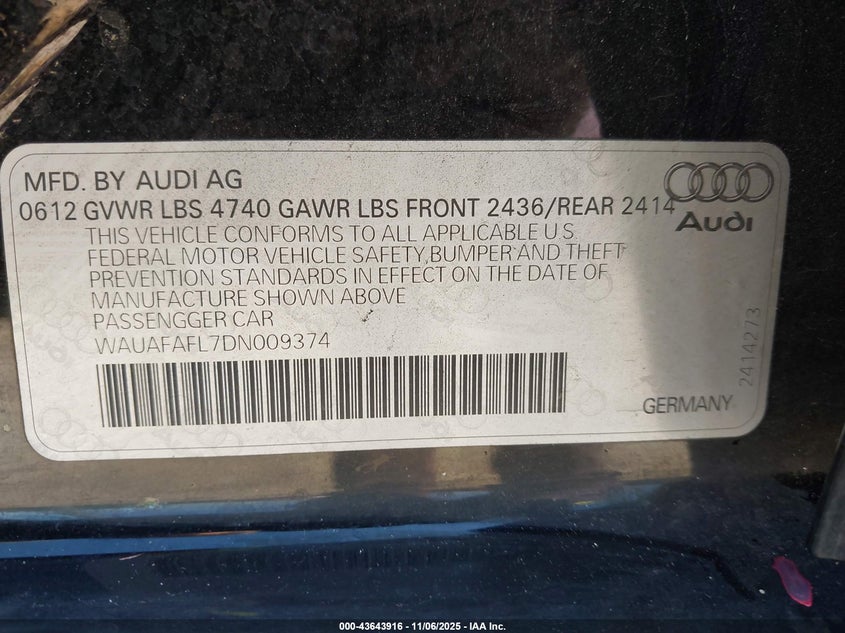 MFD. BY AUDI AG
0612 GVWR LBS 4740 GAWR LBS FRONT 2436/REAR 2414
Audi
THIS VEHICLE CONFORMS TO ALL APPLICABLE U.S.
FEDERAL MOTOR VEHICLE SAFETY,BUMPER AND THEFT
PREVENTION STANDARDS IN EFFECT ON THE DATE OF
MANUFACTURE SHOWN ABOVE
PASSENGGER CAR
WAUAFAFL7DN009374
GERMANY
2414273
000-43643916 - 11/06/2025 - IAA Inc.